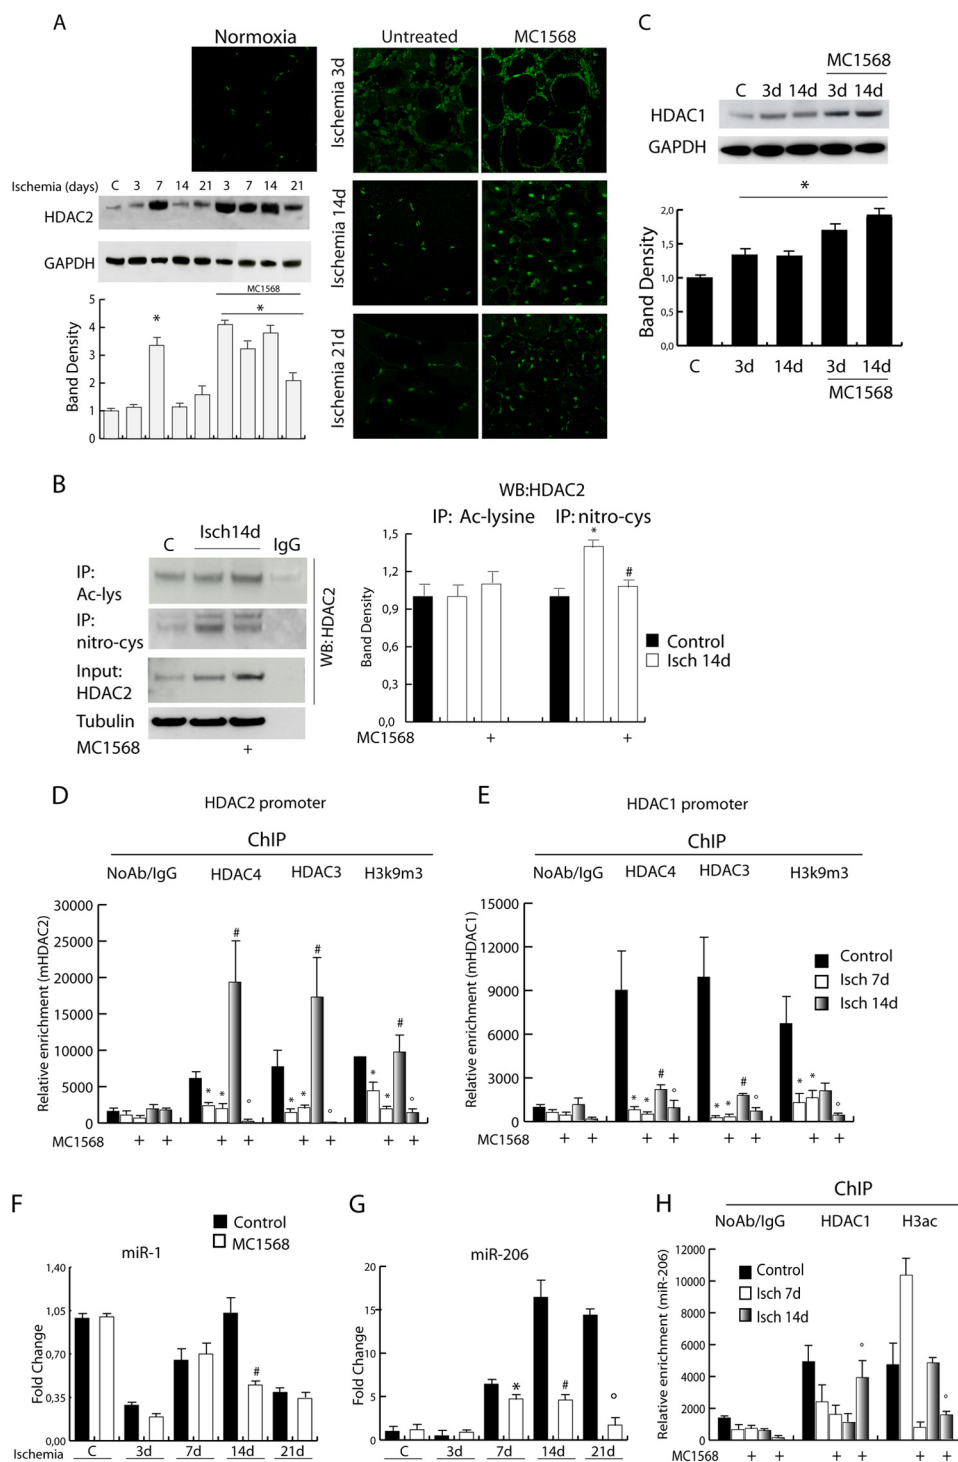 A
Normoxia
Untreated MC1568
Ischemia 3d
Ischemia 14d
Ischemia 21d
Ischemia (days) C 3 7 14 21 3 7 14 21
HDAC2
GAPDH
MC1568
* *
Band Density
5
4
3
2
1
0
C
MC1568
C 3d 14d 3d 14d
HDAC1
GAPDH
*
Band Density
2,0
1,5
1,0
0,5
0,0
C 3d 14d 3d 14d
MC1568
B
Isch14d
C IgG
IP:
Ac-lys
IP:
nitro-cys
Input:
HDAC2
Tubulin
MC1568 +
WB:HDAC2
WB:HDAC2
IP: Ac-lysine IP:nitro-cys
* #
Band Density
1,5
1,2
0,9
0,6
0,3
0,0
MC1568 + +
Control
Isch 14d
D
HDAC2 promoter
ChIP
NoAb/IgG HDAC4 HDAC3 H3k9m3
Relative enrichment (mHDAC2)
30000
25000
20000
15000
10000
5000
0
* * # ° * * # ° * * # °
MC1568 + + + + + + + +
E
HDAC1 promoter
ChIP
NoAb/IgG HDAC4 HDAC3 H3k9m3
Relative enrichment (mHDAC1)
15000
12000
9000
6000
3000
0
* * # ° * * # ° * * °
MC1568 + + + + + + + +
Control
Isch 7d
Isch 14d
F
Control
MC1568
miR-1
Fold Change
1,40
1,05
0,70
0,35
0,00
#
Ischemia C 3d 7d 14d 21d
G
miR-206
Fold Change
20
15
10
5
0
* # °
C 3d 7d 14d 21d
H
ChIP
NoAb/IgG HDAC1 H3ac
Relative enrichment (miR-206)
12000
10000
8000
6000
4000
2000
0
Control
Isch 7d
Isch 14d
° °
MC1568 + + + + + +